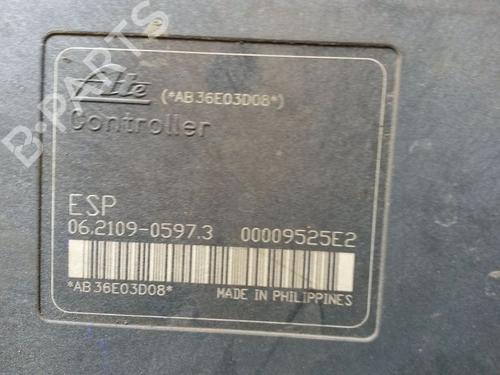 Ate (*AB36E03D08*)
Controller
ESP
06.2109-0597.3 00009525E2
*AB36E03D08* MADE IN PHILIPPINES
B-PARTS